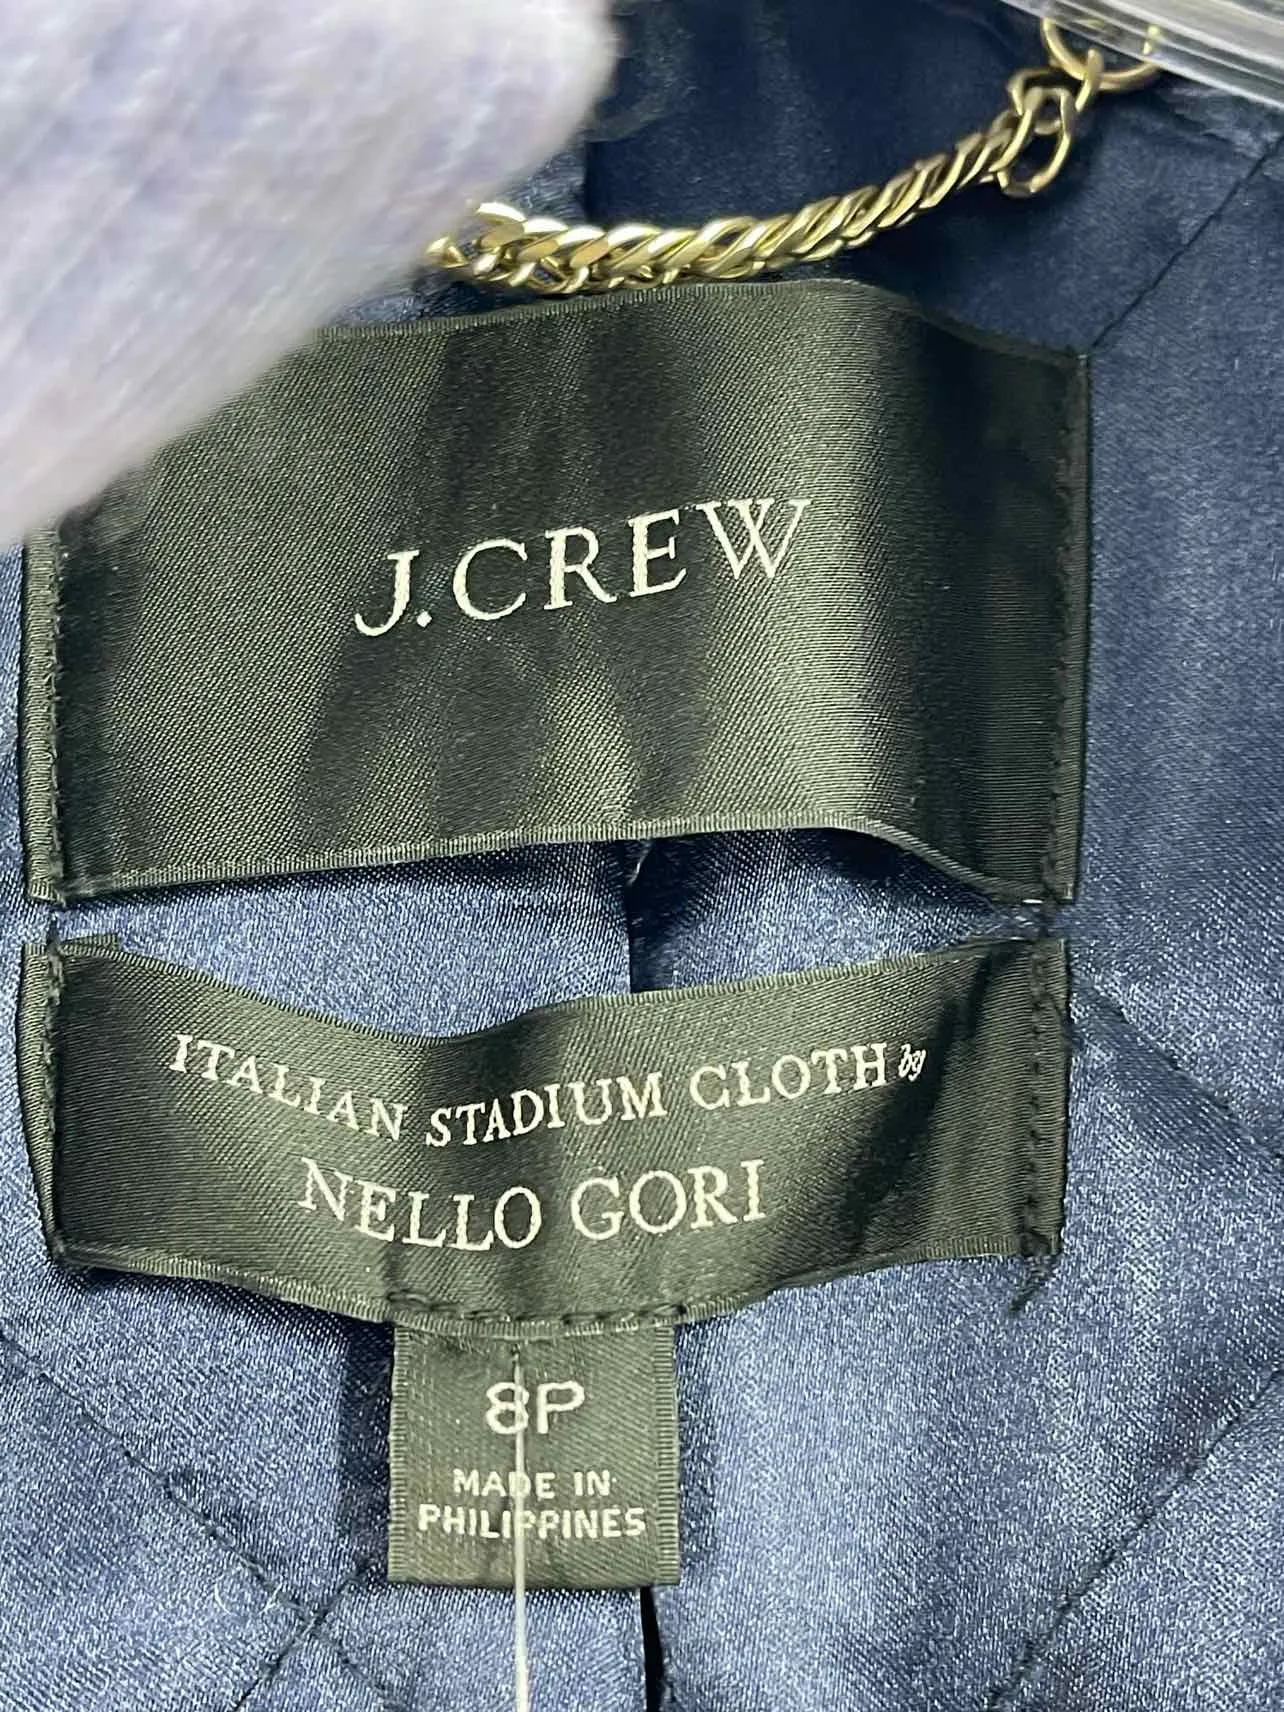 J.CREW
ITALIAN STADIUM CLOTH by
NELLO GORI
8P
MADE IN
PHILIPPINES